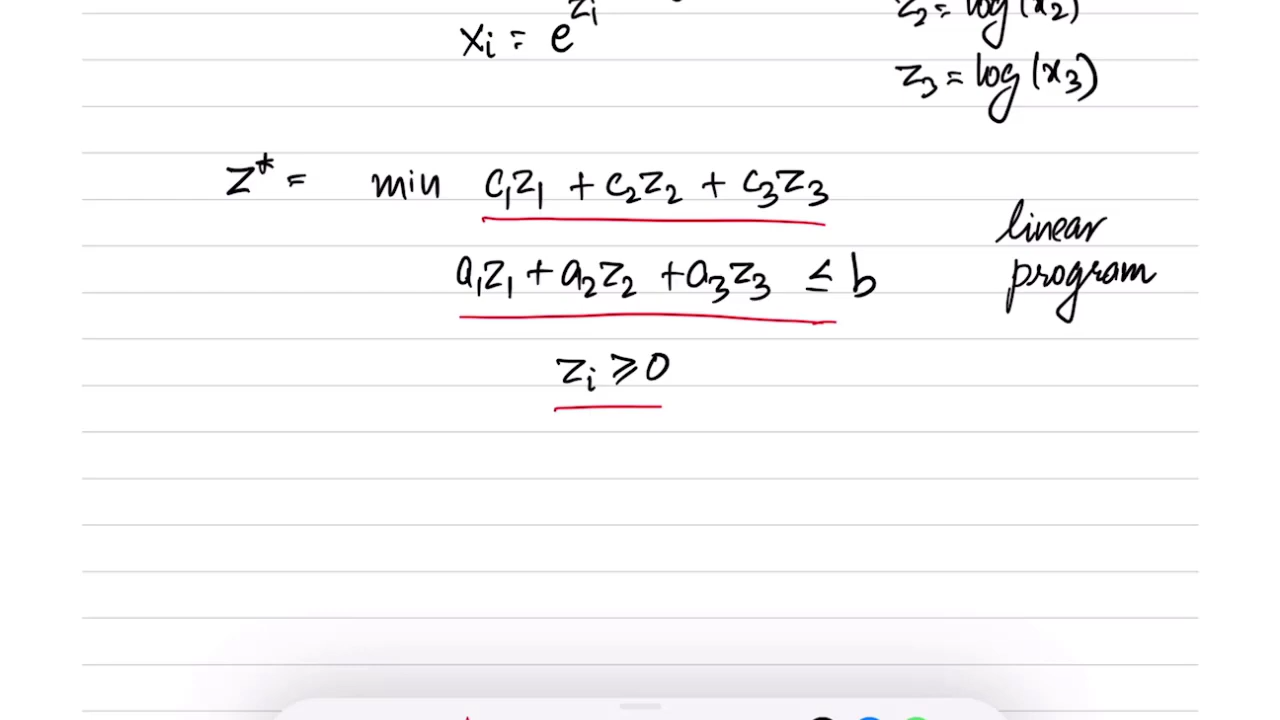 xᵢ = e^{zᵢ}
z₂ = log(x₂)
z₃ = log(x₃)
z* = min c₁z₁ + c₂z₂ + c₃z₃
a₁z₁ + a₂z₂ + a₃z₃ ≤ b
zᵢ ⩾ 0
linear
program